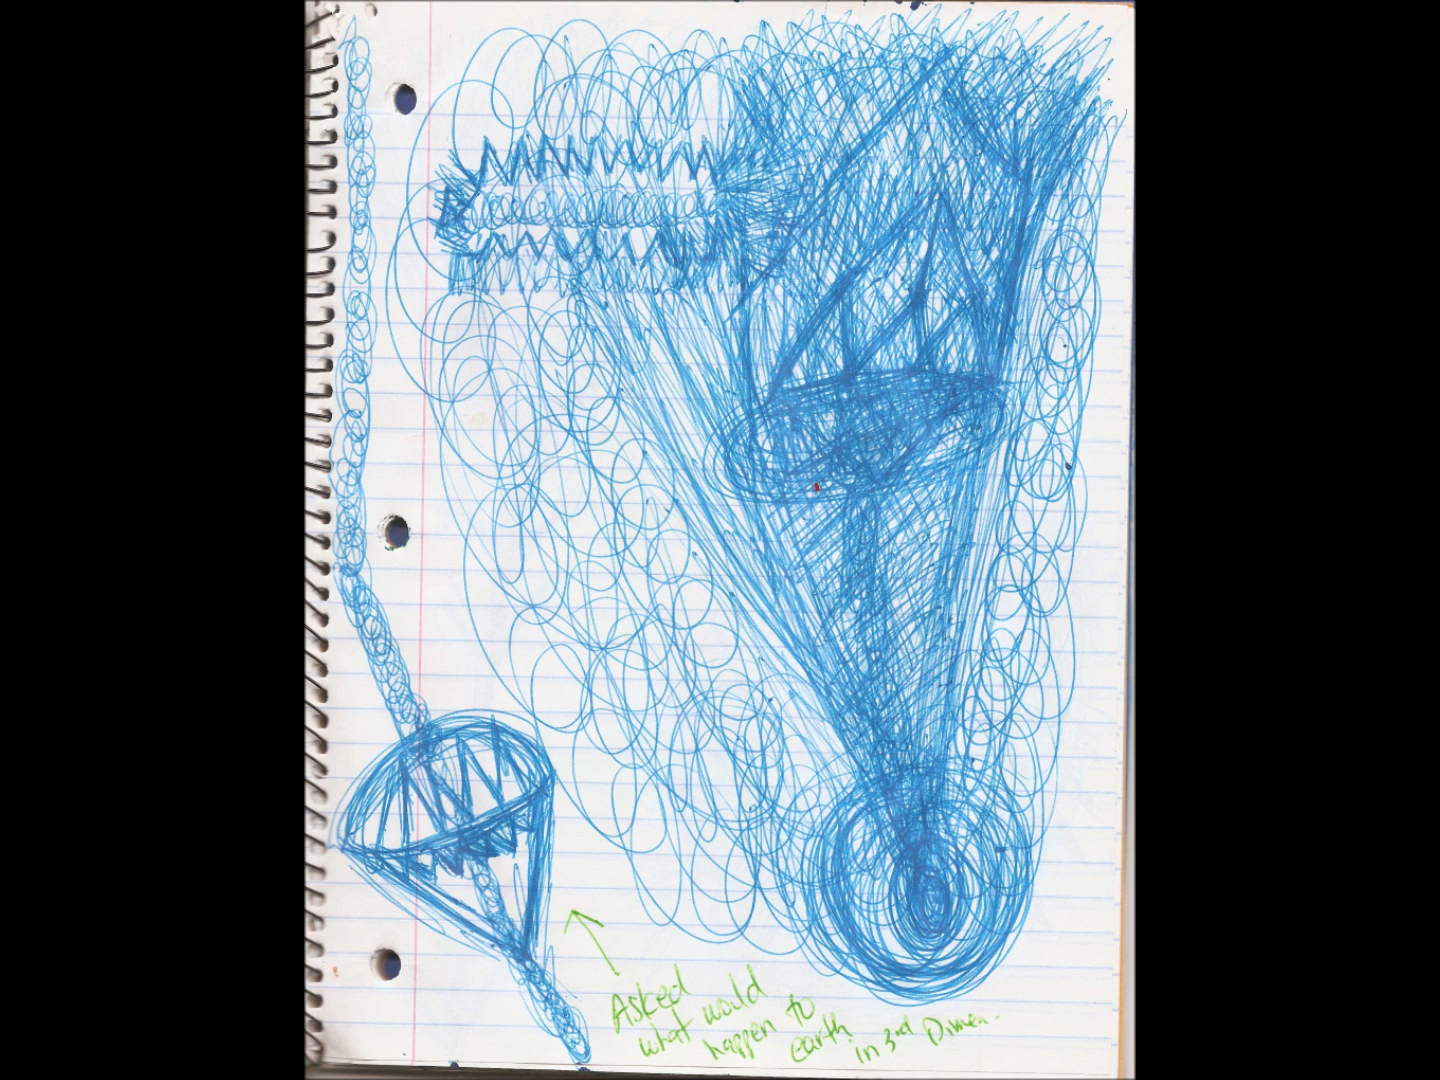 Asked
what would
happen to
earth
in 3rd Dimen.